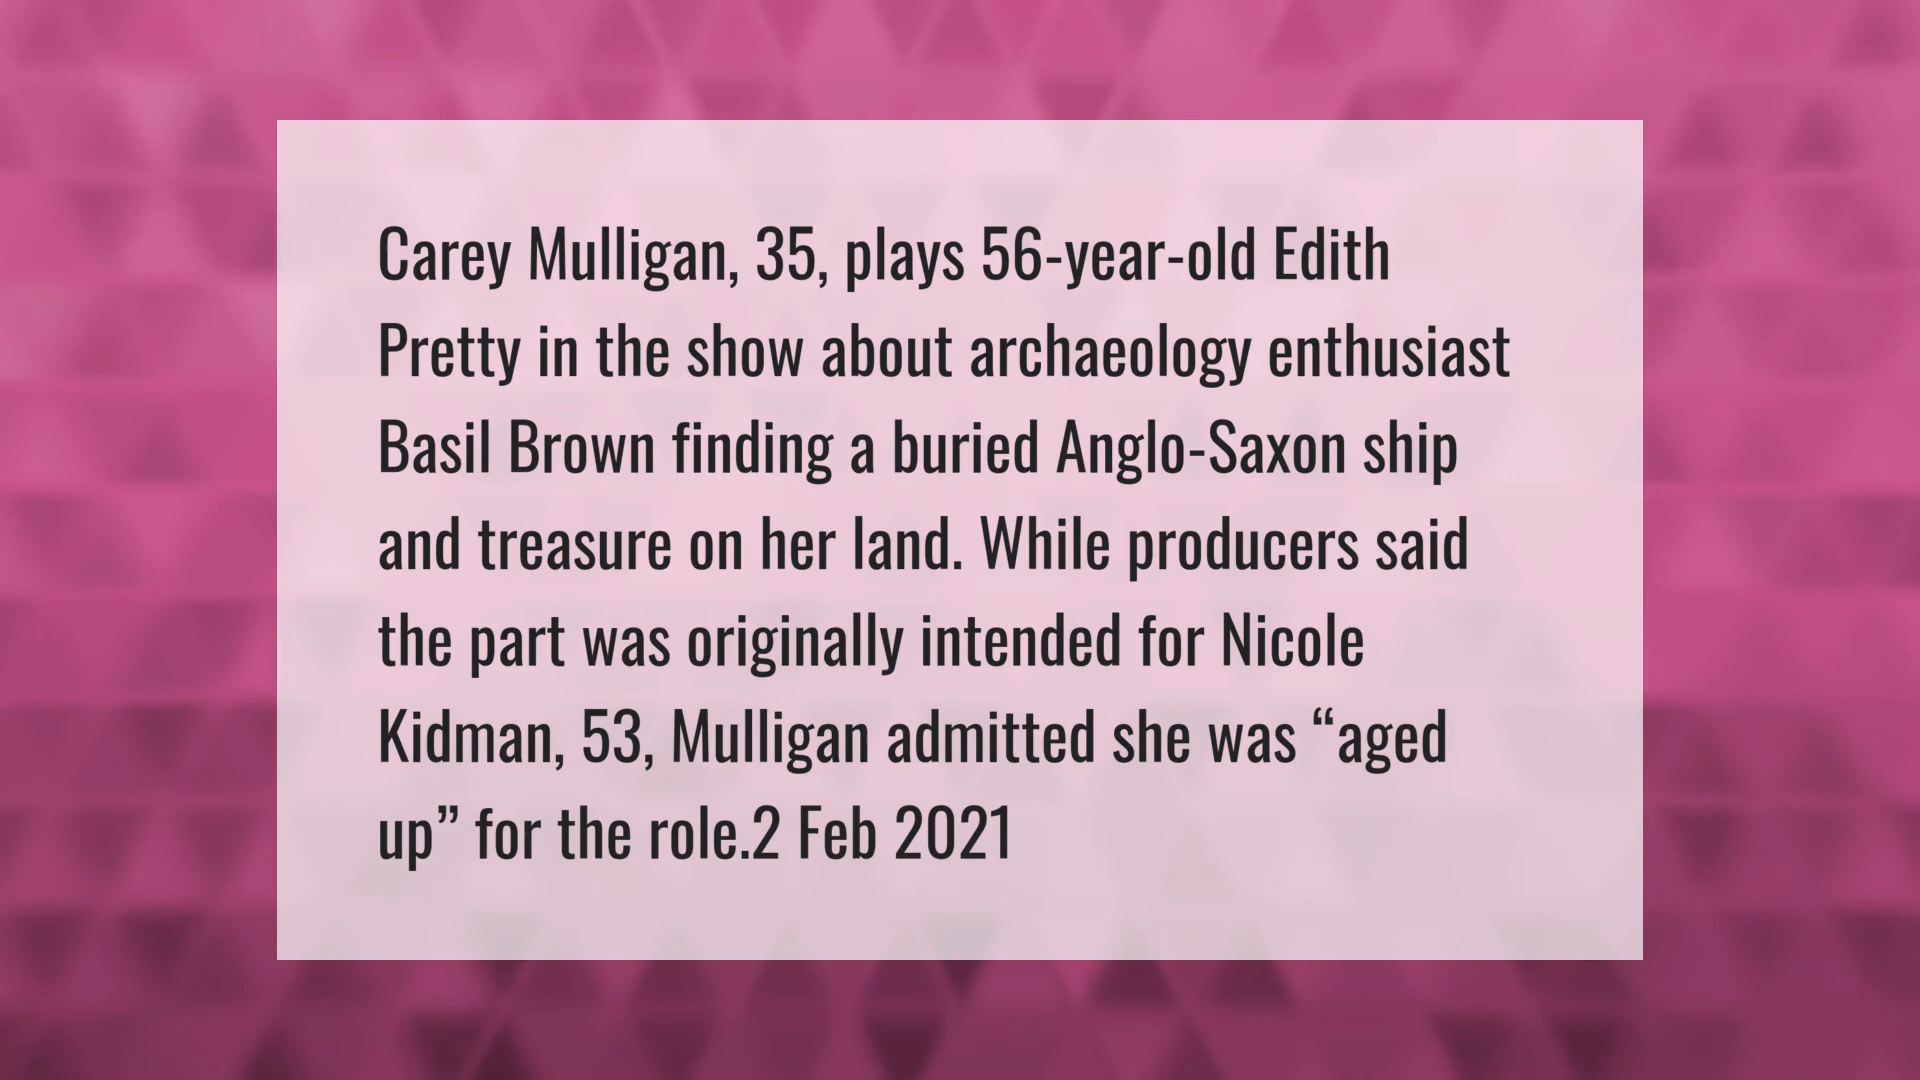 Carey Mulligan, 35, plays 56-year-old Edith
Pretty in the show about archaeology enthusiast
Basil Brown finding a buried Anglo-Saxon ship
and treasure on her land. While producers said
the part was originally intended for Nicole
Kidman, 53, Mulligan admitted she was “aged
up” for the role.2 Feb 2021